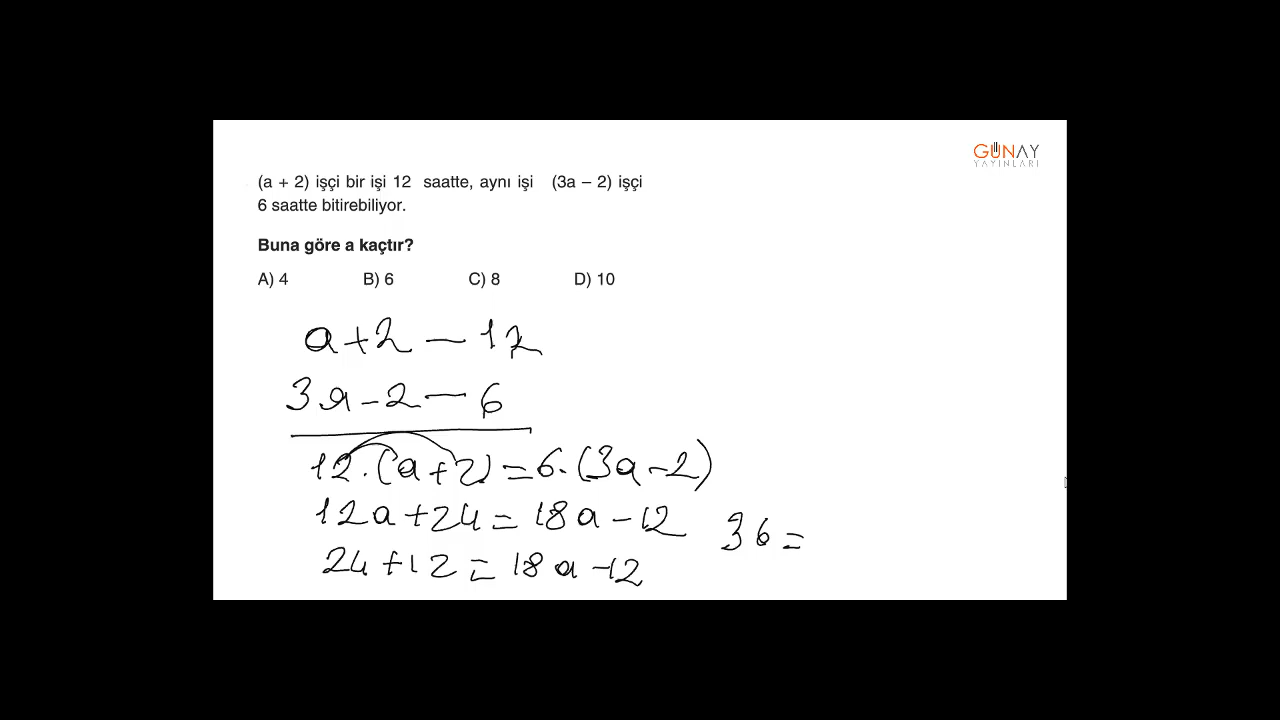 GÜNAY
YAYINLARI
(a + 2) işçi bir işi 12 saatte, aynı işi (3a – 2) işçi
6 saatte bitirebiliyor.
Buna göre a kaçtır?
A) 4 B) 6 C) 8 D) 10
a+2 — 12
3a-2 — 6
12.(a+2)=6.(3a-2)
12a+24=18a-12 36=
24+12=18a-12